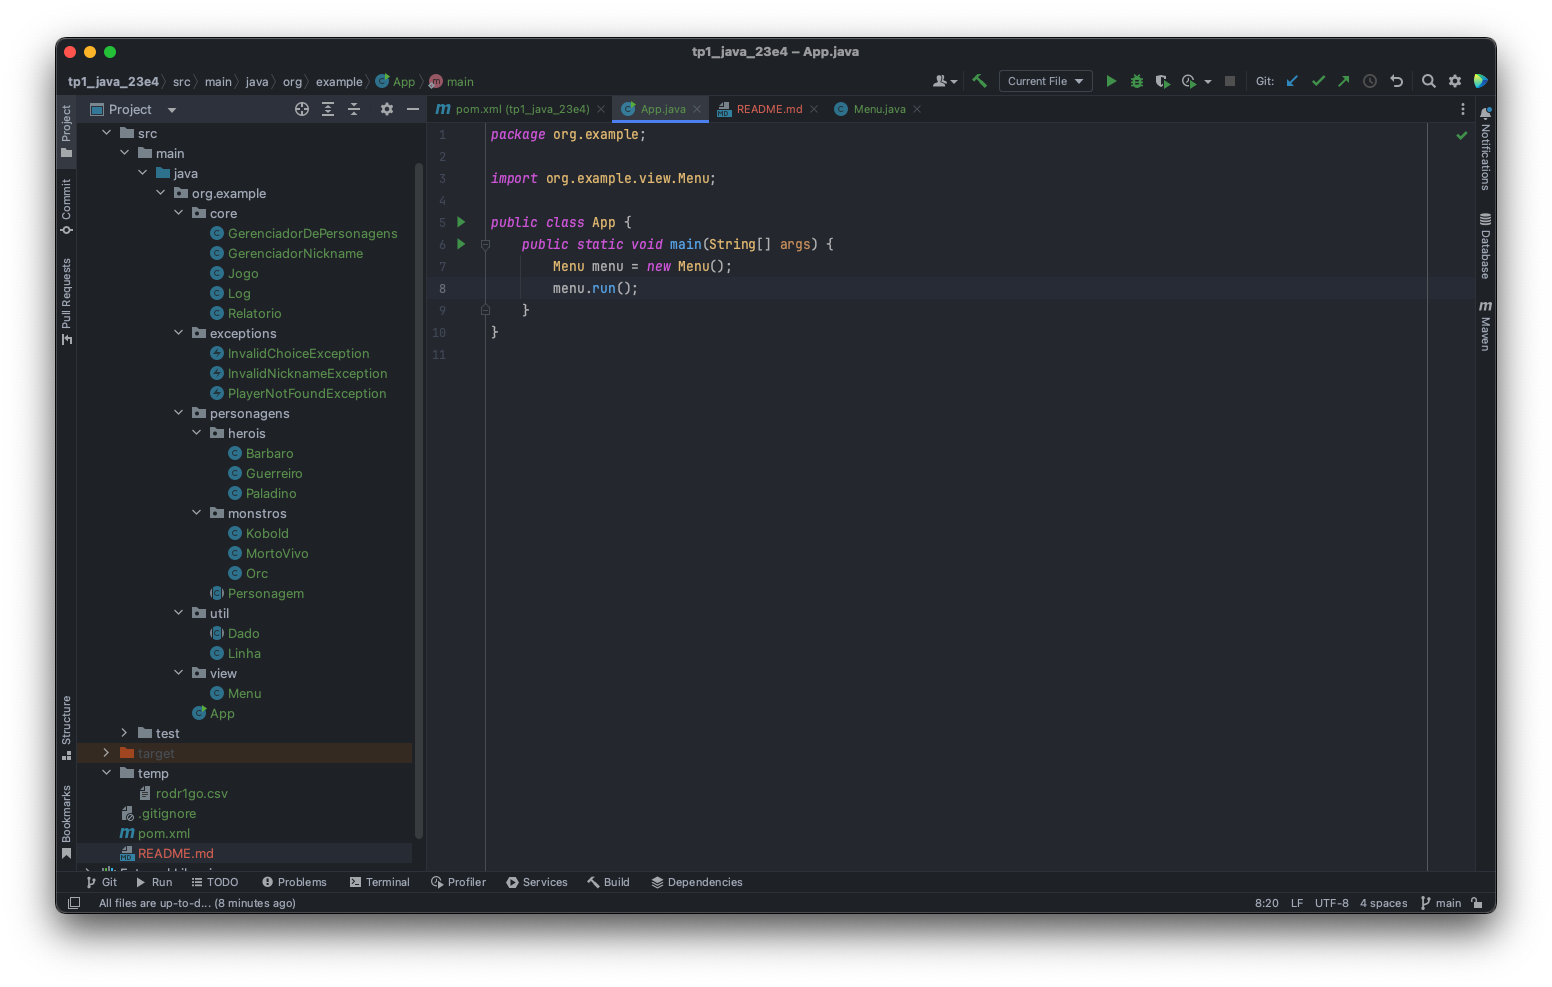 tp1_java_23e4 – App.java
tp1_java_23e4 src main java org example App main
Current File
Git:
Project
pom.xml (tp1_java_23e4)
App.java
README.md
Menu.java
Project
Commit
Pull Requests
Structure
Bookmarks
src
main
java
org.example
core
GerenciadorDePersonagens
GerenciadorNickname
Jogo
Log
Relatorio
exceptions
InvalidChoiceException
InvalidNicknameException
PlayerNotFoundException
personagens
herois
Barbaro
Guerreiro
Paladino
monstros
Kobold
MortoVivo
Orc
Personagem
util
Dado
Linha
view
Menu
App
test
target
temp
rodr1go.csv
.gitignore
pom.xml
README.md
1 package org.example;
2
3 import org.example.view.Menu;
4
5 public class App {
6 public static void main(String[] args) {
7 Menu menu = new Menu();
8 menu.run();
9 }
10 }
11
Notifications
Database
Maven
Git Run TODO Problems Terminal Profiler Services Build Dependencies
All files are up-to-d... (8 minutes ago)
8:20 LF UTF-8 4 spaces main